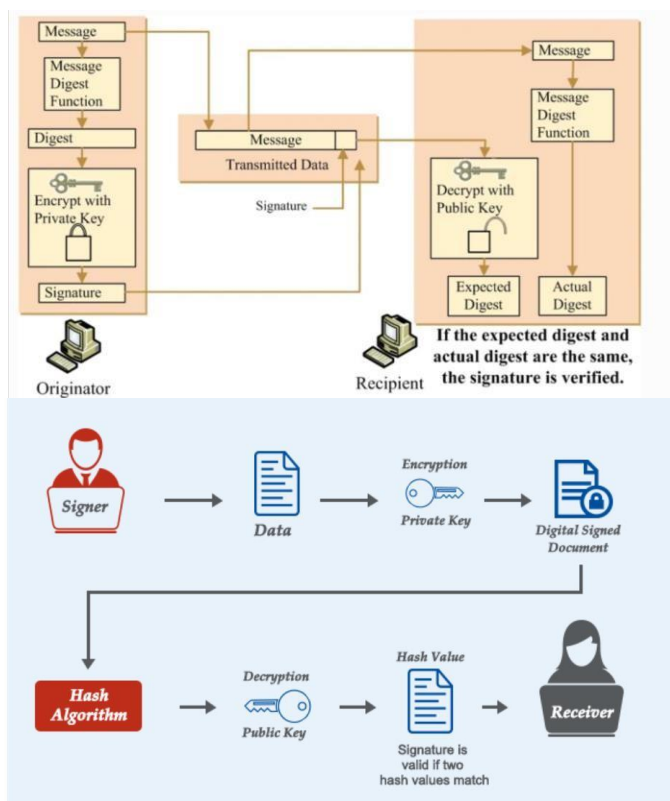 Message
Message
Digest
Function
Digest
Encrypt with
Private Key
Signature
Originator
Message
Transmitted Data
Signature
Message
Message
Digest
Function
Decrypt with
Public Key
Expected
Digest
Actual
Digest
Recipient
If the expected digest and
actual digest are the same,
the signature is verified.
Signer
Data
Encryption
Private Key
Digital Signed
Document
Hash
Algorithm
Decryption
Public Key
Hash Value
Signature is
valid if two
hash values match
Receiver